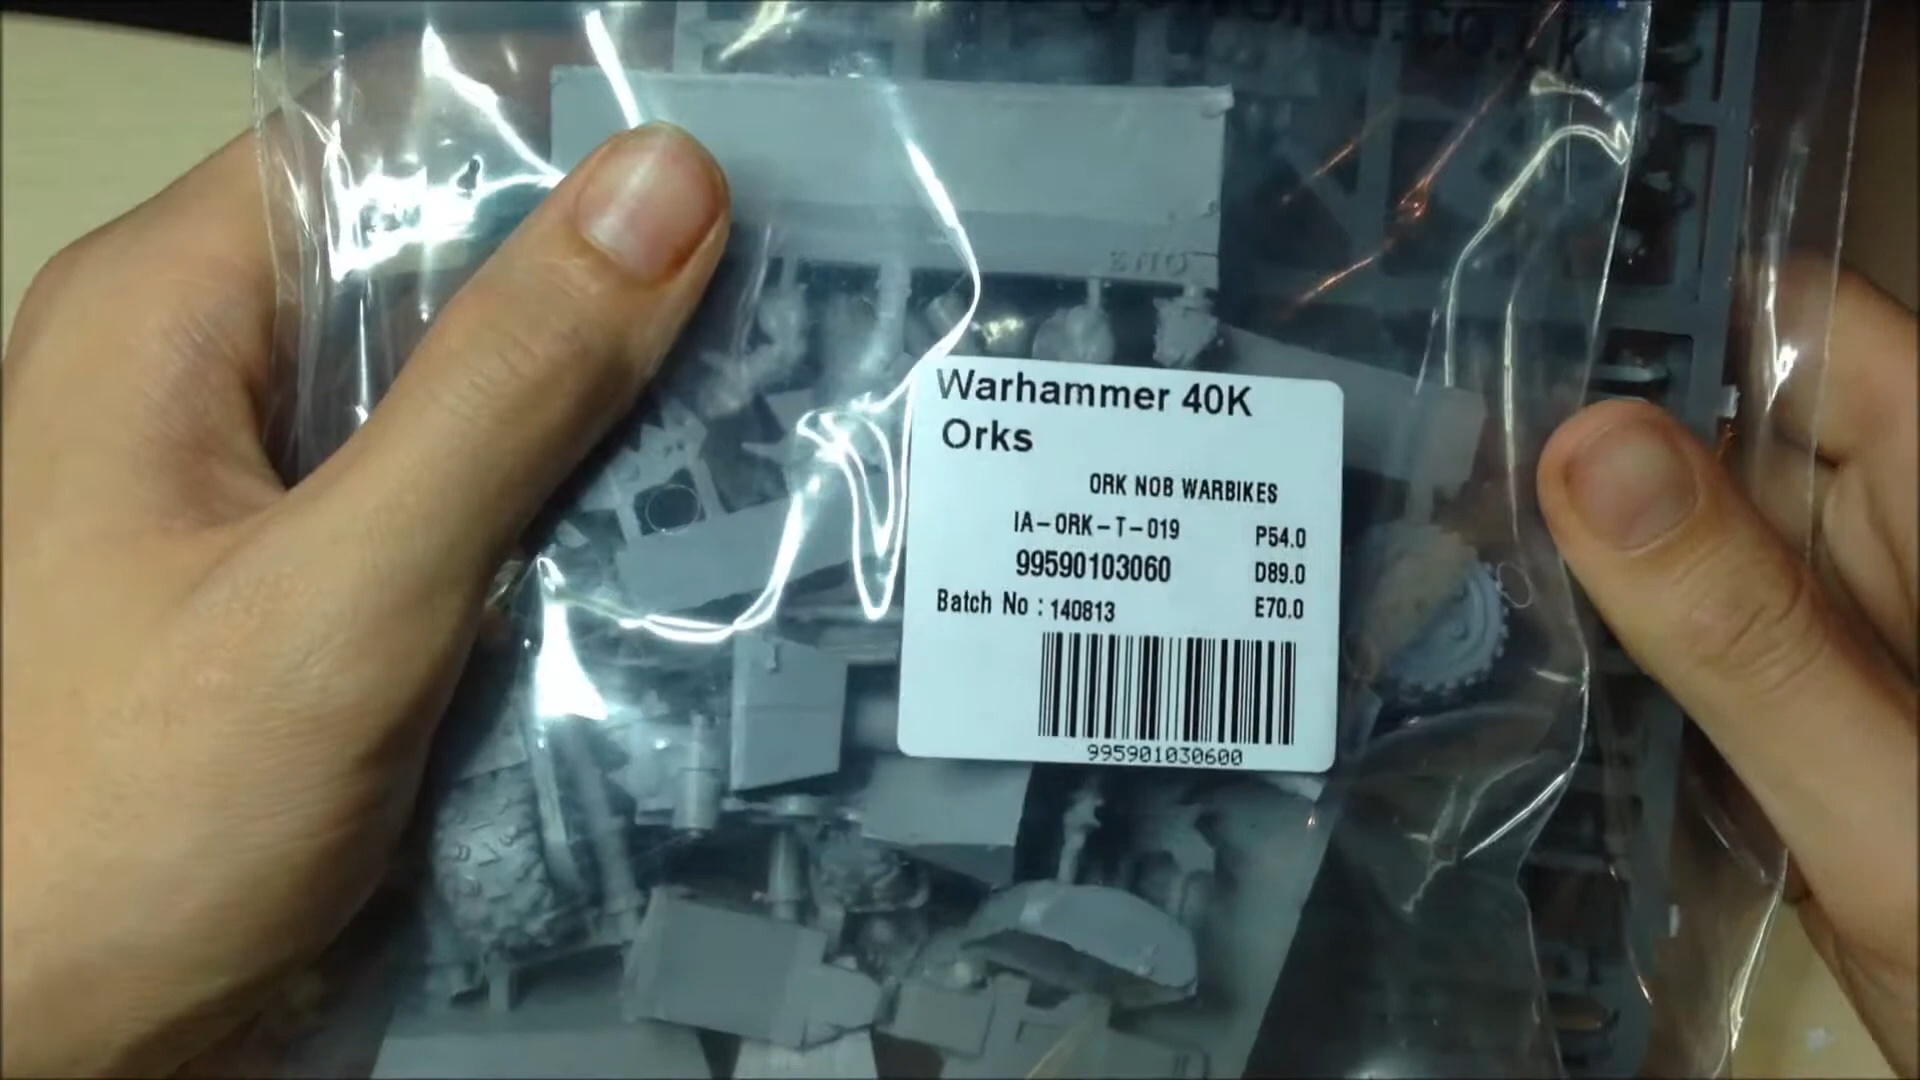 Warhammer 40K
Orks
ORK NOB WARBIKES
IA-ORK-T-019 P54.0
99590103060 D89.0
Batch No : 140813 E70.0
995901030600